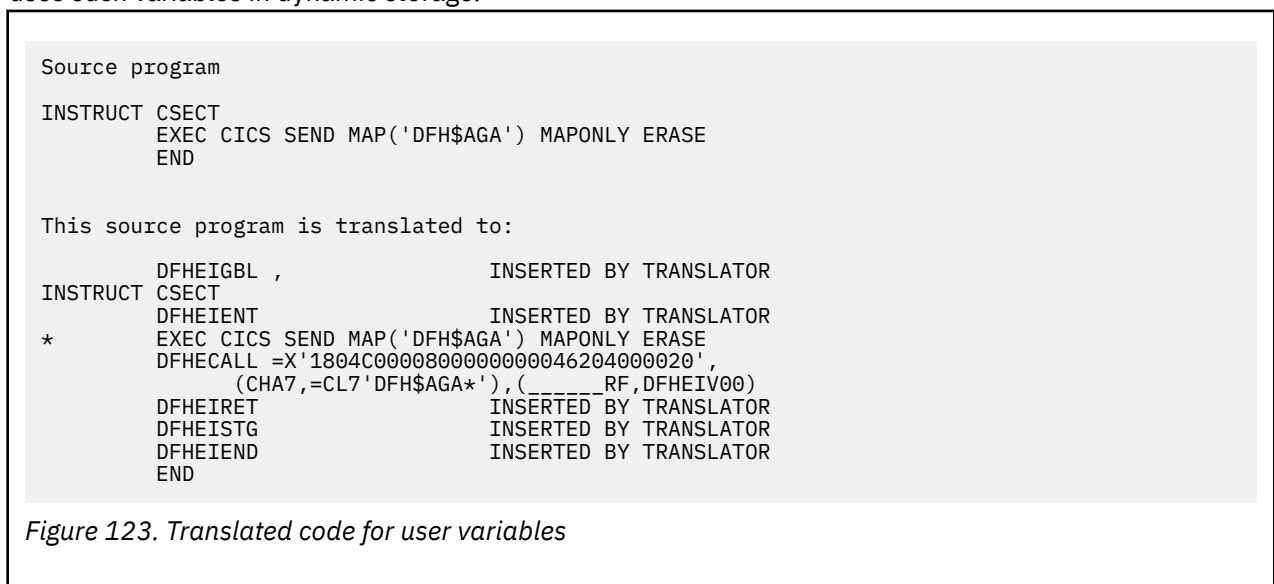 uses such variables in dynamic storage.
Source program
INSTRUCT CSECT
EXEC CICS SEND MAP('DFH$AGA') MAPONLY ERASE
END
This source program is translated to:
DFHEIGBL , INSERTED BY TRANSLATOR
INSTRUCT CSECT
DFHEIENT INSERTED BY TRANSLATOR
* EXEC CICS SEND MAP('DFH$AGA') MAPONLY ERASE
DFHECALL =X'1804C0000800000000046204000020',
(CHA7,=CL7'DFH$AGA*'),(______RF,DFHEIV00)
DFHEIRET INSERTED BY TRANSLATOR
DFHEISTG INSERTED BY TRANSLATOR
DFHEIEND INSERTED BY TRANSLATOR
END
Figure 123. Translated code for user variables